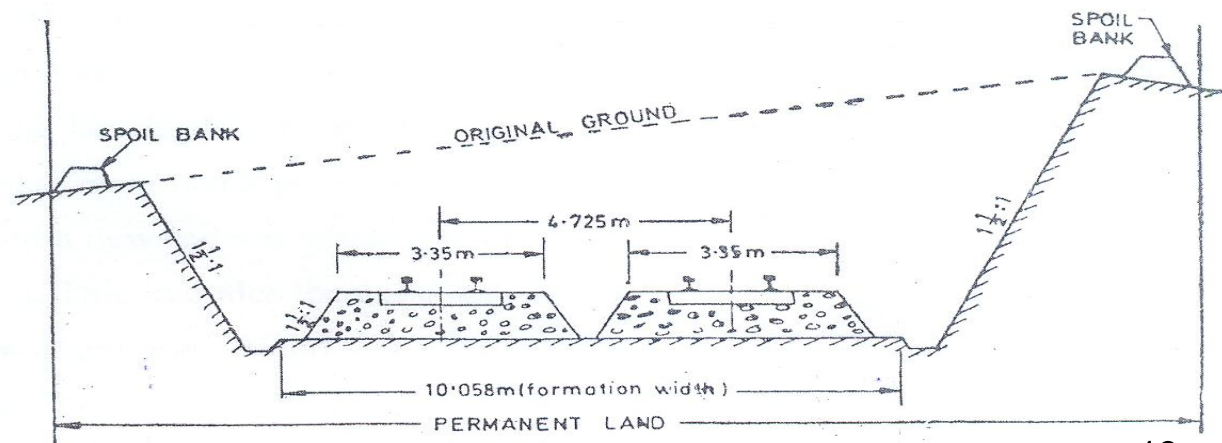 SPOIL
BANK
SPOIL BANK
ORIGINAL GROUND
4·725m
3·35m
3·35m
1½:1
1½:1
1½:1
10·058m(formation width)
PERMANENT LAND